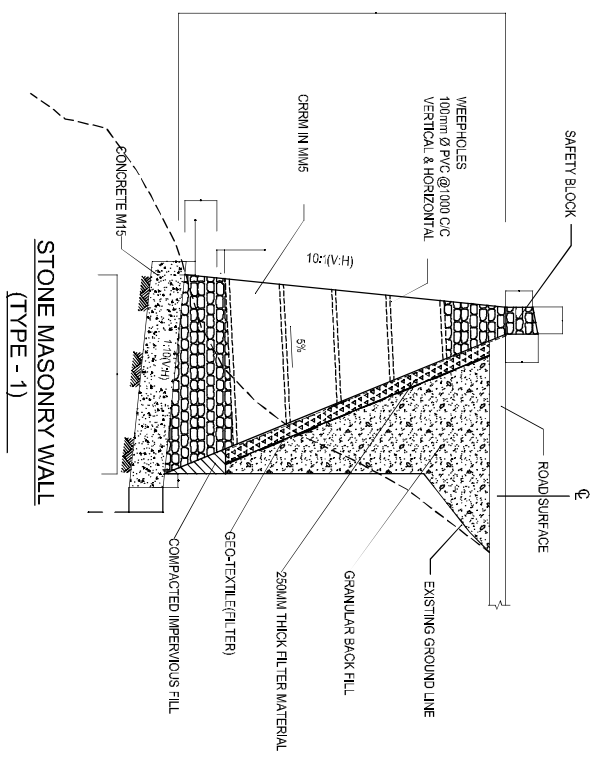 SAFETY BLOCK
WEEPHOLES
100mm Ø PVC @1000 C/C
VERTICAL & HORIZONTAL
CRRM IN MM5
CONCRETE M15
10:1(V:H)
5%
1:10(V:H)
℄
ROAD SURFACE
EXISTING GROUND LINE
GRANULAR BACK FILL
250MM THICK FILTER MATERIAL
GEO-TEXTILE(FILTER)
COMPACTED IMPERVIOUS FILL
STONE MASONRY WALL
(TYPE - 1)